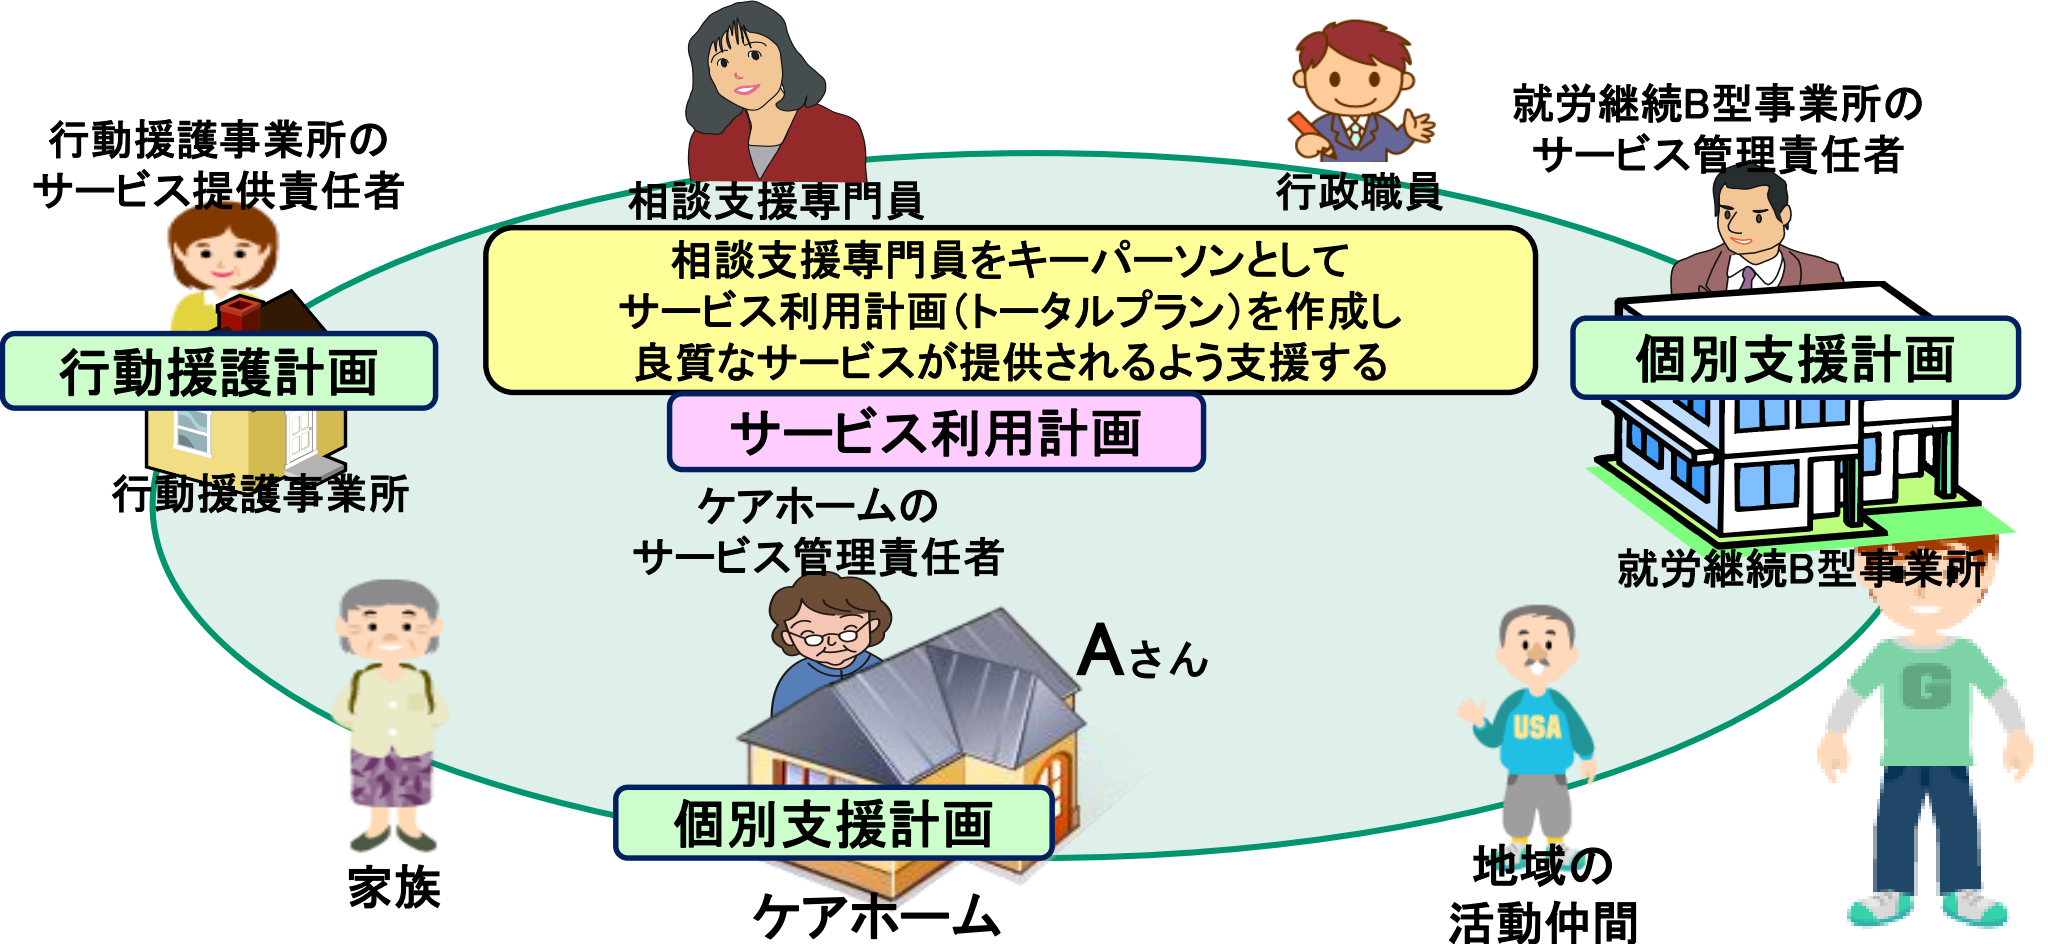 行動援護事業所の
サービス提供責任者
相談支援専門員
行政職員
就労継続B型事業所の
サービス管理責任者
相談支援専門員をキーパーソンとして
サービス利用計画（トータルプラン）を作成し
良質なサービスが提供されるよう支援する
行動援護計画
個別支援計画
サービス利用計画
行動援護事業所
ケアホームの
サービス管理責任者
就労継続B型事業所
Aさん
G
USA
個別支援計画
家族
ケアホーム
地域の
活動仲間